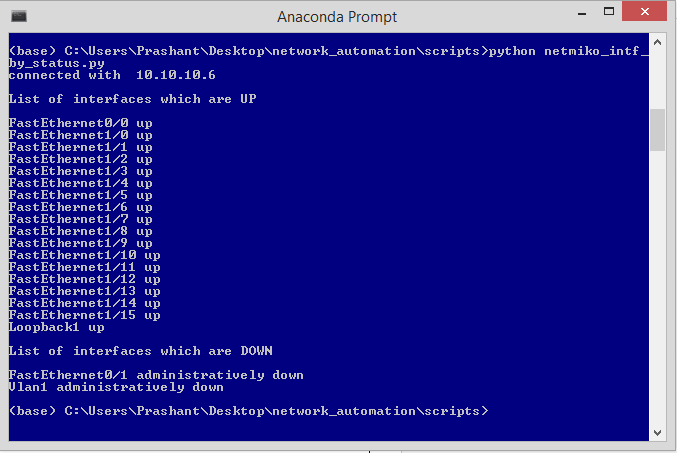 Anaconda Prompt
(base) C:\Users\Prashant\Desktop\network_automation\scripts>python netmiko_intf_
by_status.py
connected with  10.10.10.6
List of interfaces which are UP
FastEthernet0/0 up
FastEthernet1/0 up
FastEthernet1/1 up
FastEthernet1/2 up
FastEthernet1/3 up
FastEthernet1/4 up
FastEthernet1/5 up
FastEthernet1/6 up
FastEthernet1/7 up
FastEthernet1/8 up
FastEthernet1/9 up
FastEthernet1/10 up
FastEthernet1/11 up
FastEthernet1/12 up
FastEthernet1/13 up
FastEthernet1/14 up
FastEthernet1/15 up
Loopback1 up
List of interfaces which are DOWN
FastEthernet0/1 administratively down
Vlan1 administratively down
(base) C:\Users\Prashant\Desktop\network_automation\scripts>